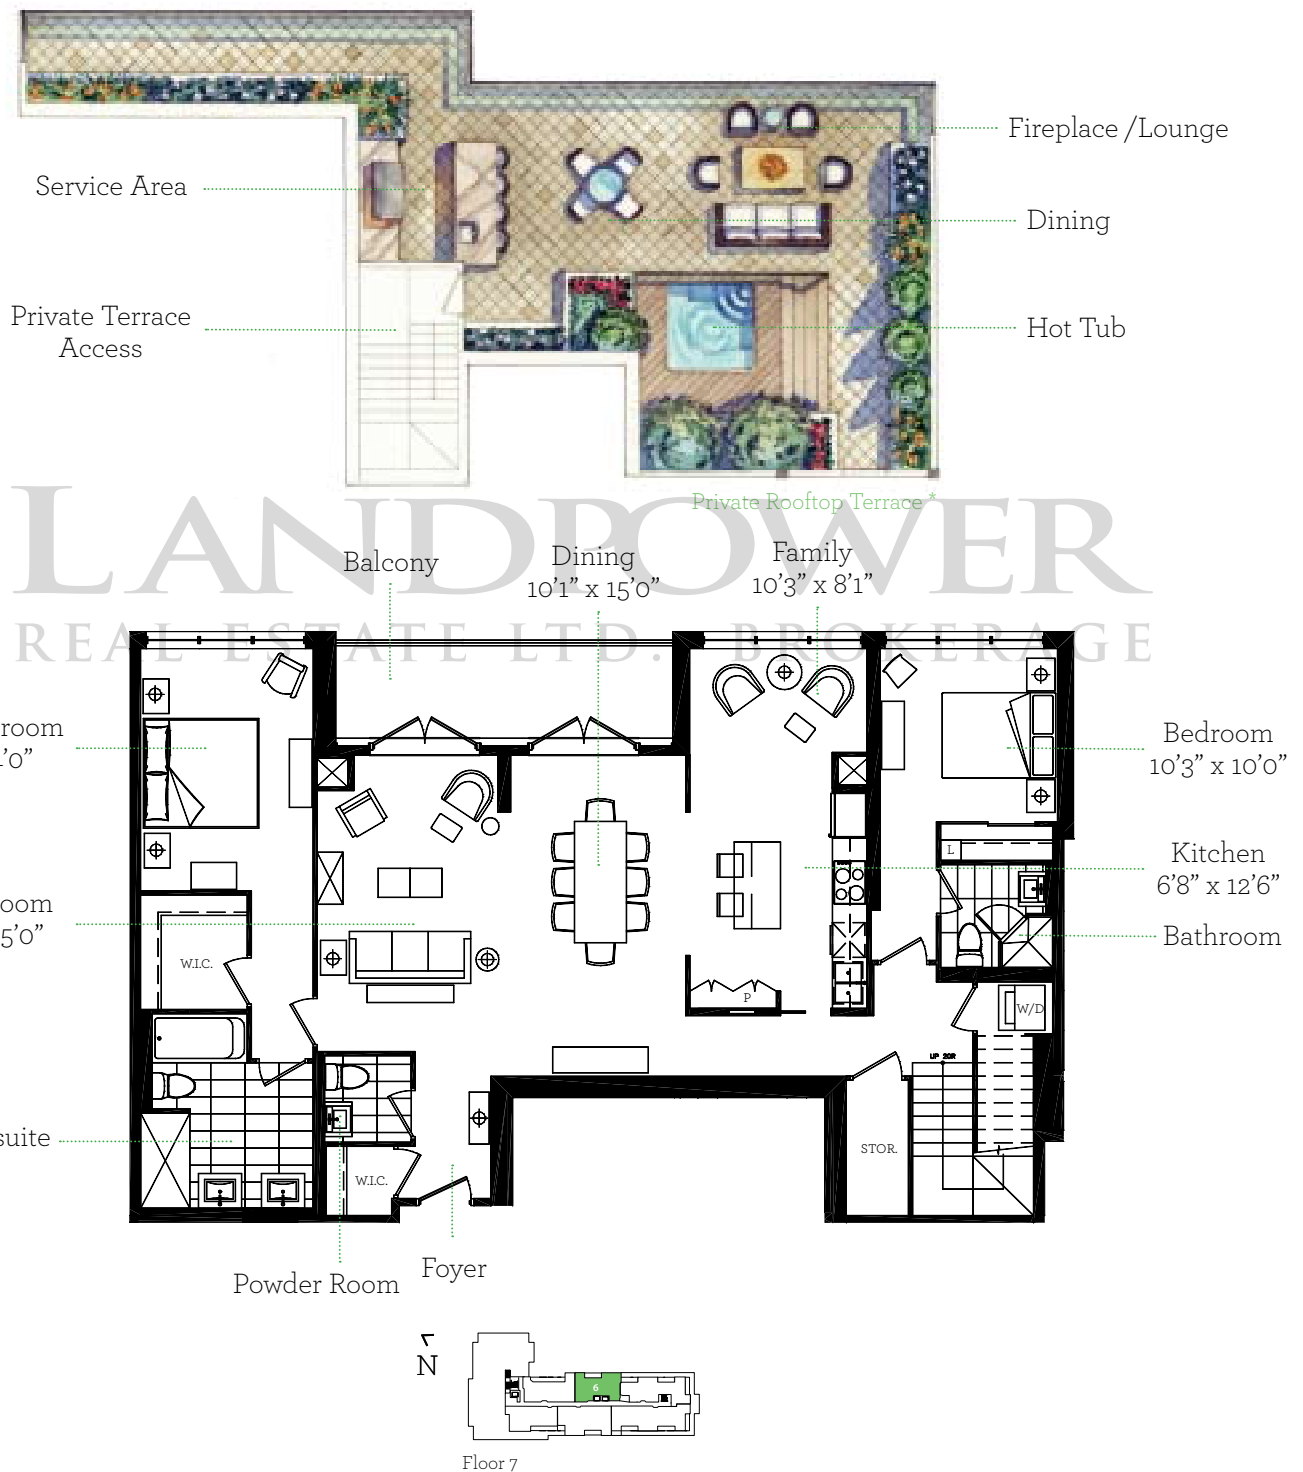 Fireplace /Lounge
Service Area
Dining
Private Terrace
Access
Hot Tub
Private Rooftop Terrace *
LANDPOWER
REAL ESTATE LTD. BROKERAGE
Balcony
Dining
10'1" x 15'0"
Family
10'3" x 8'1"
room
1'0"
Bedroom
10'3" x 10'0"
L
Kitchen
6'8" x 12'6"
oom
5'0"
Bathroom
W.I.C.
P
W/D
UP 20R
suite
STOR.
W.I.C.
Foyer
Powder Room
N
6
Floor 7